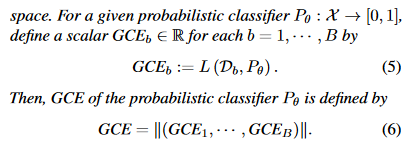 space. For a given probabilistic classifier P_θ : 𝒳 → [0, 1],
define a scalar GCE_b ∈ ℝ for each b = 1, ⋯ , B by
GCE_b := L (𝒟_b, P_θ) . (5)
Then, GCE of the probabilistic classifier P_θ is defined by
GCE = ‖(GCE_1, ⋯ , GCE_B)‖. (6)